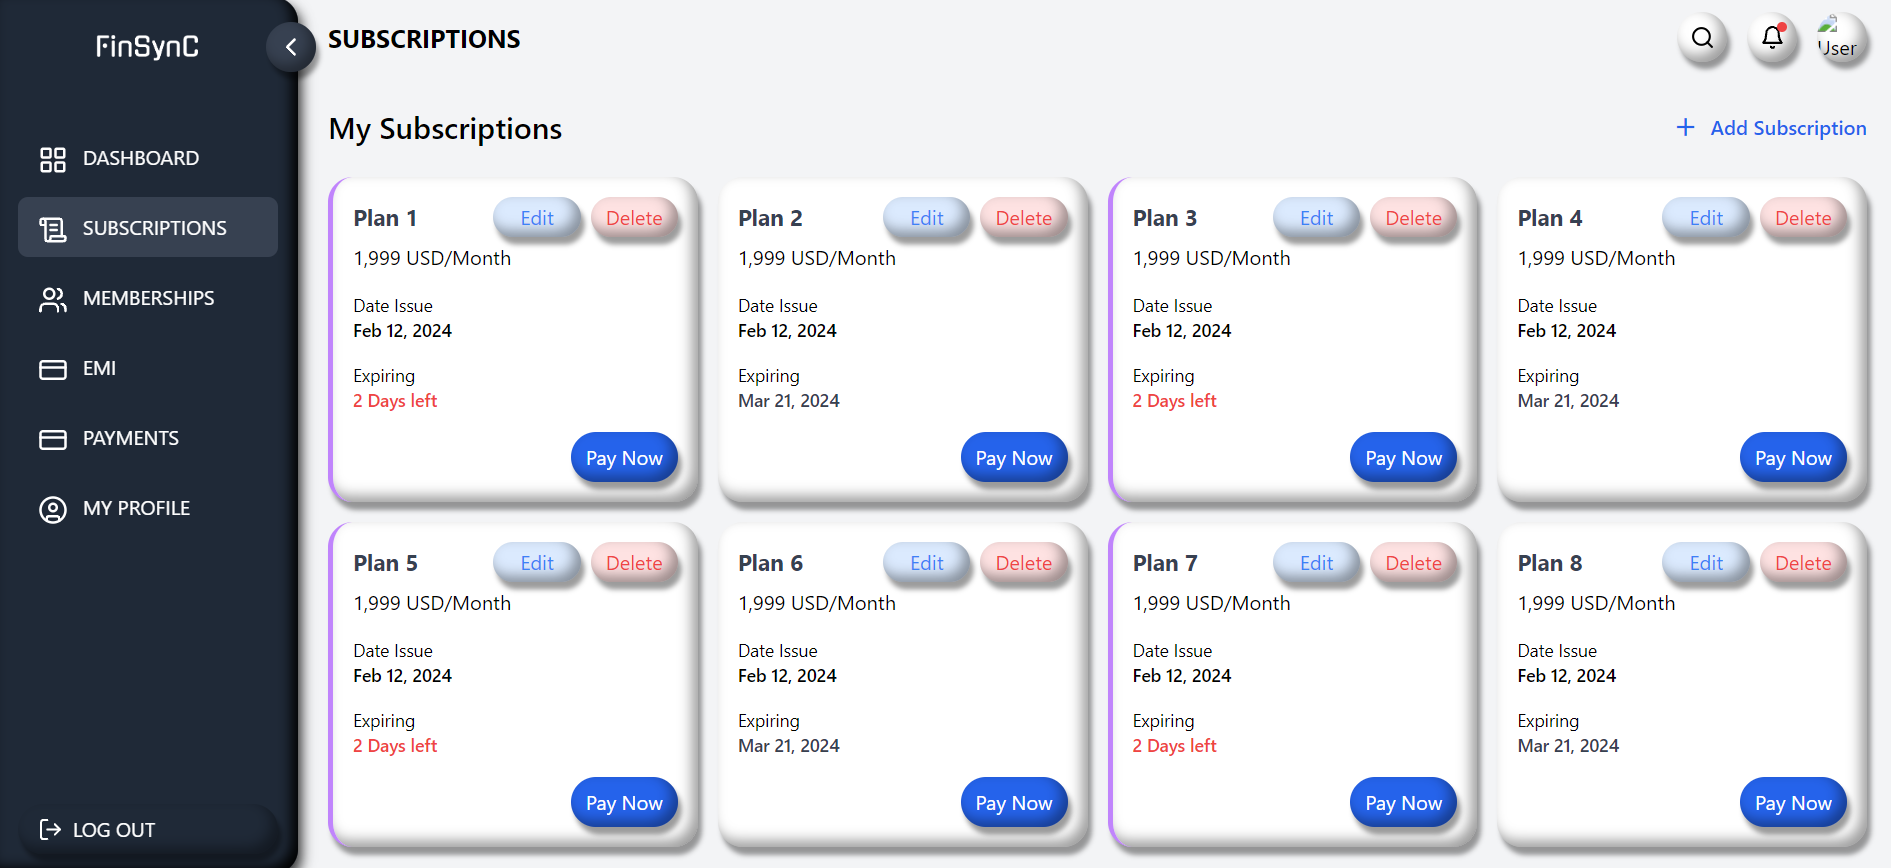 FinSynC
DASHBOARD
SUBSCRIPTIONS
MEMBERSHIPS
EMI
PAYMENTS
MY PROFILE
LOG OUT
SUBSCRIPTIONS
User
My Subscriptions
+ Add Subscription
Plan 1 Edit Delete
1,999 USD/Month
Date Issue
Feb 12, 2024
Expiring
2 Days left
Pay Now
Plan 2 Edit Delete
1,999 USD/Month
Date Issue
Feb 12, 2024
Expiring
Mar 21, 2024
Pay Now
Plan 3 Edit Delete
1,999 USD/Month
Date Issue
Feb 12, 2024
Expiring
2 Days left
Pay Now
Plan 4 Edit Delete
1,999 USD/Month
Date Issue
Feb 12, 2024
Expiring
Mar 21, 2024
Pay Now
Plan 5 Edit Delete
1,999 USD/Month
Date Issue
Feb 12, 2024
Expiring
2 Days left
Pay Now
Plan 6 Edit Delete
1,999 USD/Month
Date Issue
Feb 12, 2024
Expiring
Mar 21, 2024
Pay Now
Plan 7 Edit Delete
1,999 USD/Month
Date Issue
Feb 12, 2024
Expiring
2 Days left
Pay Now
Plan 8 Edit Delete
1,999 USD/Month
Date Issue
Feb 12, 2024
Expiring
Mar 21, 2024
Pay Now